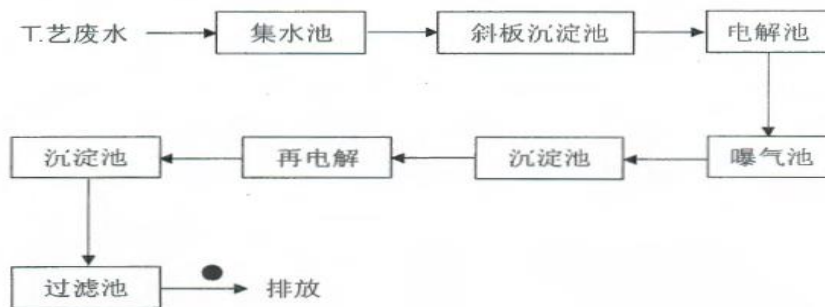 工艺废水 集水池 斜板沉淀池 电解池
沉淀池 再电解 沉淀池 曝气池
过滤池 排放